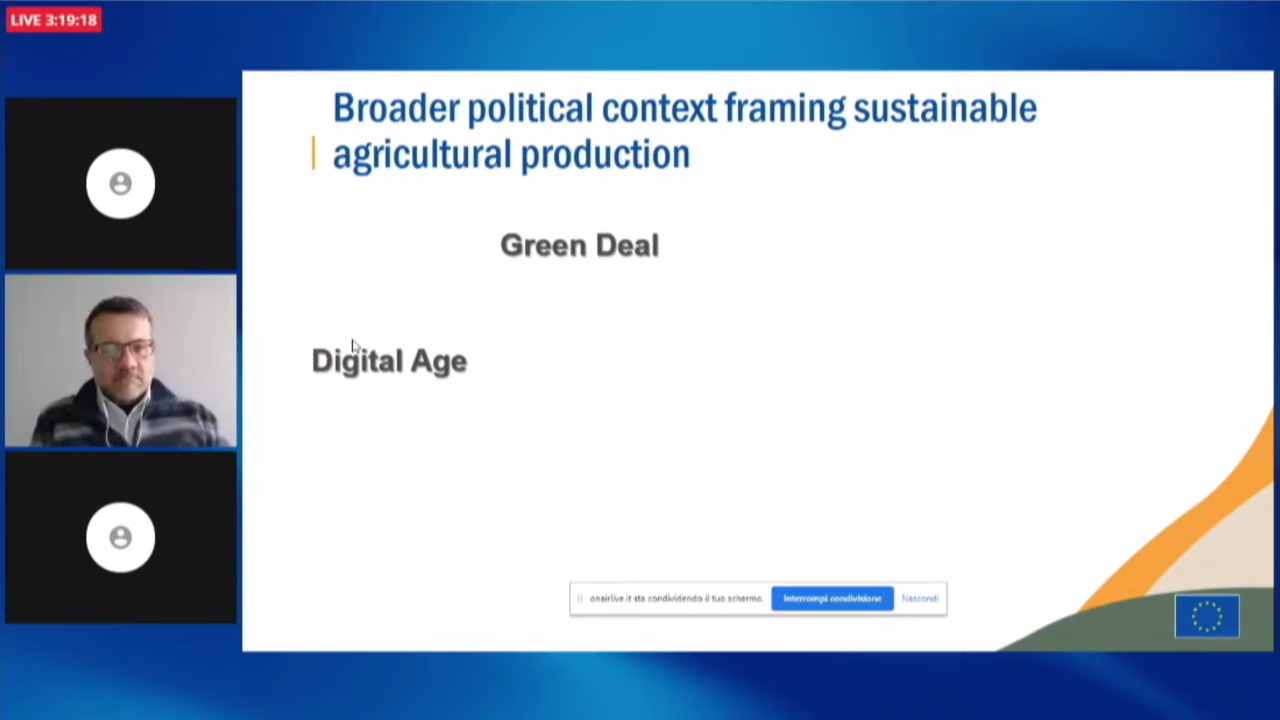 LIVE 3:19:18
Broader political context framing sustainable
agricultural production
Green Deal
Digital Age
onairlive.it sta condividendo il tuo schermo.
Interrompi condivisione
Nascondi